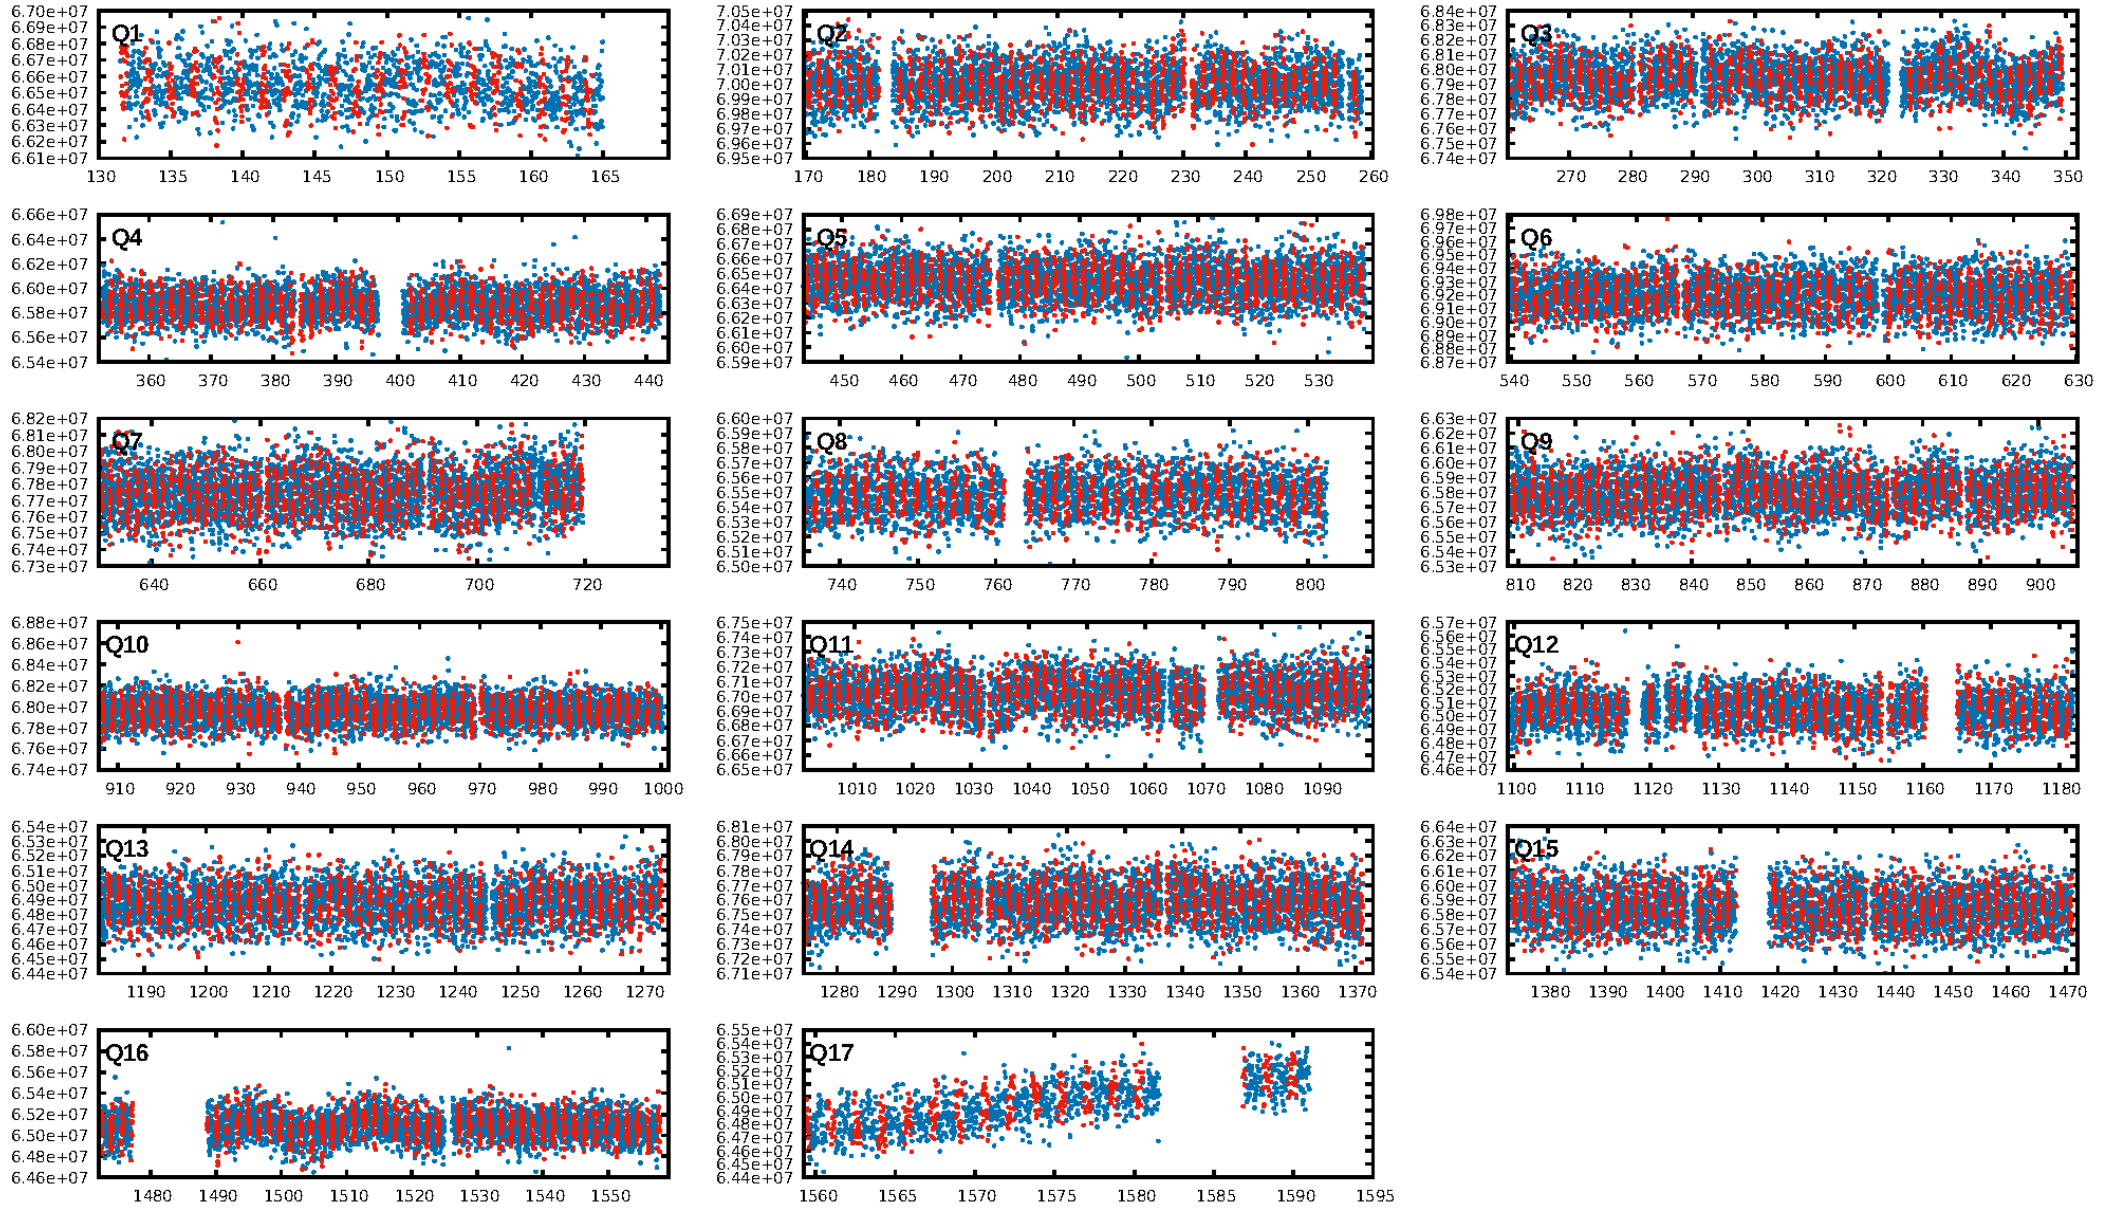 6.70e+07
6.69e+07
6.68e+07
6.67e+07
6.66e+07
6.65e+07
6.64e+07
6.63e+07
6.62e+07
6.61e+07
Q1
130 135 140 145 150 155 160 165
7.05e+07
7.04e+07
7.03e+07
7.02e+07
7.01e+07
7.00e+07
6.99e+07
6.98e+07
6.97e+07
6.96e+07
6.95e+07
Q2
170 180 190 200 210 220 230 240 250 260
6.84e+07
6.83e+07
6.82e+07
6.81e+07
6.80e+07
6.79e+07
6.78e+07
6.77e+07
6.76e+07
6.75e+07
6.74e+07
Q3
270 280 290 300 310 320 330 340 350
6.66e+07
6.64e+07
6.62e+07
6.60e+07
6.58e+07
6.56e+07
6.54e+07
Q4
360 370 380 390 400 410 420 430 440
6.69e+07
6.68e+07
6.67e+07
6.66e+07
6.65e+07
6.64e+07
6.63e+07
6.62e+07
6.61e+07
6.60e+07
6.59e+07
Q5
450 460 470 480 490 500 510 520 530
6.98e+07
6.97e+07
6.96e+07
6.95e+07
6.94e+07
6.93e+07
6.92e+07
6.91e+07
6.90e+07
6.89e+07
6.88e+07
6.87e+07
Q6
540 550 560 570 580 590 600 610 620 630
6.82e+07
6.81e+07
6.80e+07
6.79e+07
6.78e+07
6.77e+07
6.76e+07
6.75e+07
6.74e+07
6.73e+07
Q7
640 660 680 700 720
6.60e+07
6.59e+07
6.58e+07
6.57e+07
6.56e+07
6.55e+07
6.54e+07
6.53e+07
6.52e+07
6.51e+07
6.50e+07
Q8
740 750 760 770 780 790 800
6.63e+07
6.62e+07
6.61e+07
6.60e+07
6.59e+07
6.58e+07
6.57e+07
6.56e+07
6.55e+07
6.54e+07
6.53e+07
Q9
810 820 830 840 850 860 870 880 890 900
6.88e+07
6.86e+07
6.84e+07
6.82e+07
6.80e+07
6.78e+07
6.76e+07
6.74e+07
Q10
910 920 930 940 950 960 970 980 990 1000
6.75e+07
6.74e+07
6.73e+07
6.72e+07
6.71e+07
6.70e+07
6.69e+07
6.68e+07
6.67e+07
6.66e+07
6.65e+07
Q11
1010 1020 1030 1040 1050 1060 1070 1080 1090
6.57e+07
6.56e+07
6.55e+07
6.54e+07
6.53e+07
6.52e+07
6.51e+07
6.50e+07
6.49e+07
6.48e+07
6.47e+07
6.46e+07
Q12
1100 1110 1120 1130 1140 1150 1160 1170 1180
6.54e+07
6.53e+07
6.52e+07
6.51e+07
6.50e+07
6.49e+07
6.48e+07
6.47e+07
6.46e+07
6.45e+07
6.44e+07
Q13
1190 1200 1210 1220 1230 1240 1250 1260 1270
6.81e+07
6.80e+07
6.79e+07
6.78e+07
6.77e+07
6.76e+07
6.75e+07
6.74e+07
6.73e+07
6.72e+07
6.71e+07
Q14
1280 1290 1300 1310 1320 1330 1340 1350 1360 1370
6.64e+07
6.63e+07
6.62e+07
6.61e+07
6.60e+07
6.59e+07
6.58e+07
6.57e+07
6.56e+07
6.55e+07
6.54e+07
Q15
1380 1390 1400 1410 1420 1430 1440 1450 1460 1470
6.60e+07
6.58e+07
6.56e+07
6.54e+07
6.52e+07
6.50e+07
6.48e+07
6.46e+07
Q16
1480 1490 1500 1510 1520 1530 1540 1550
6.55e+07
6.54e+07
6.53e+07
6.52e+07
6.51e+07
6.50e+07
6.49e+07
6.48e+07
6.47e+07
6.46e+07
6.45e+07
6.44e+07
Q17
1560 1565 1570 1575 1580 1585 1590 1595